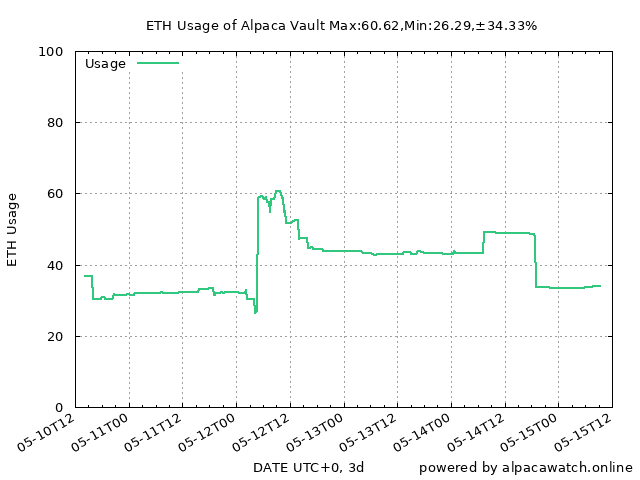 ETH Usage of Alpaca Vault Max:60.62,Min:26.29,±34.33%
100
Usage
80
60
ETH Usage
40
20
0
05-10T12
05-11T00
05-11T12
05-12T00
05-12T12
05-13T00
05-13T12
05-14T00
05-14T12
05-15T00
05-15T12
DATE UTC+0, 3d
powered by alpacawatch.online